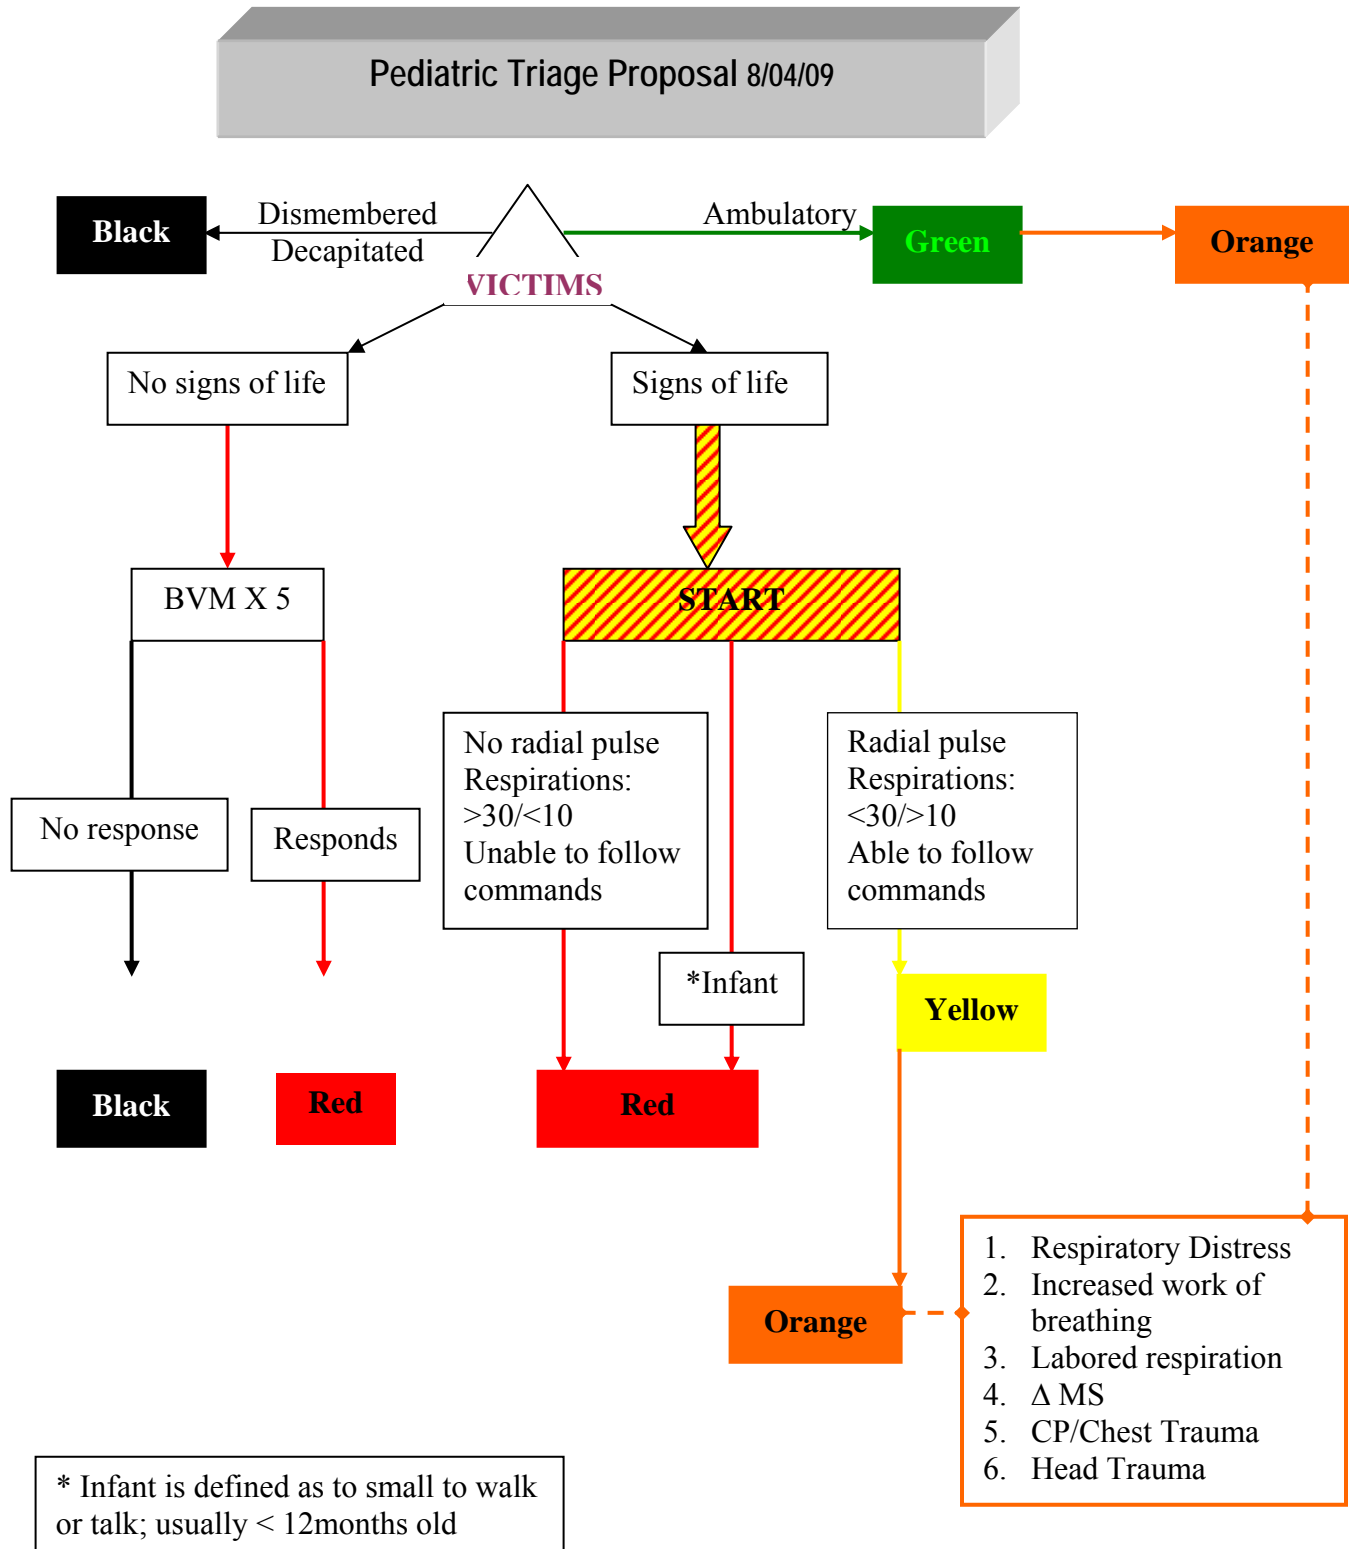 Pediatric Triage Proposal 8/04/09
Black
Dismembered
Decapitated
Ambulatory
Green
Orange
VICTIMS
No signs of life
Signs of life
BVM X 5
START
No response
Responds
No radial pulse
Respirations:
>30/<10
Unable to follow
commands
*Infant
Radial pulse
Respirations:
<30/>10
Able to follow
commands
Yellow
Black
Red
Red
Orange
1. Respiratory Distress
2. Increased work of
breathing
3. Labored respiration
4. Δ MS
5. CP/Chest Trauma
6. Head Trauma
* Infant is defined as to small to walk
or talk; usually < 12months old